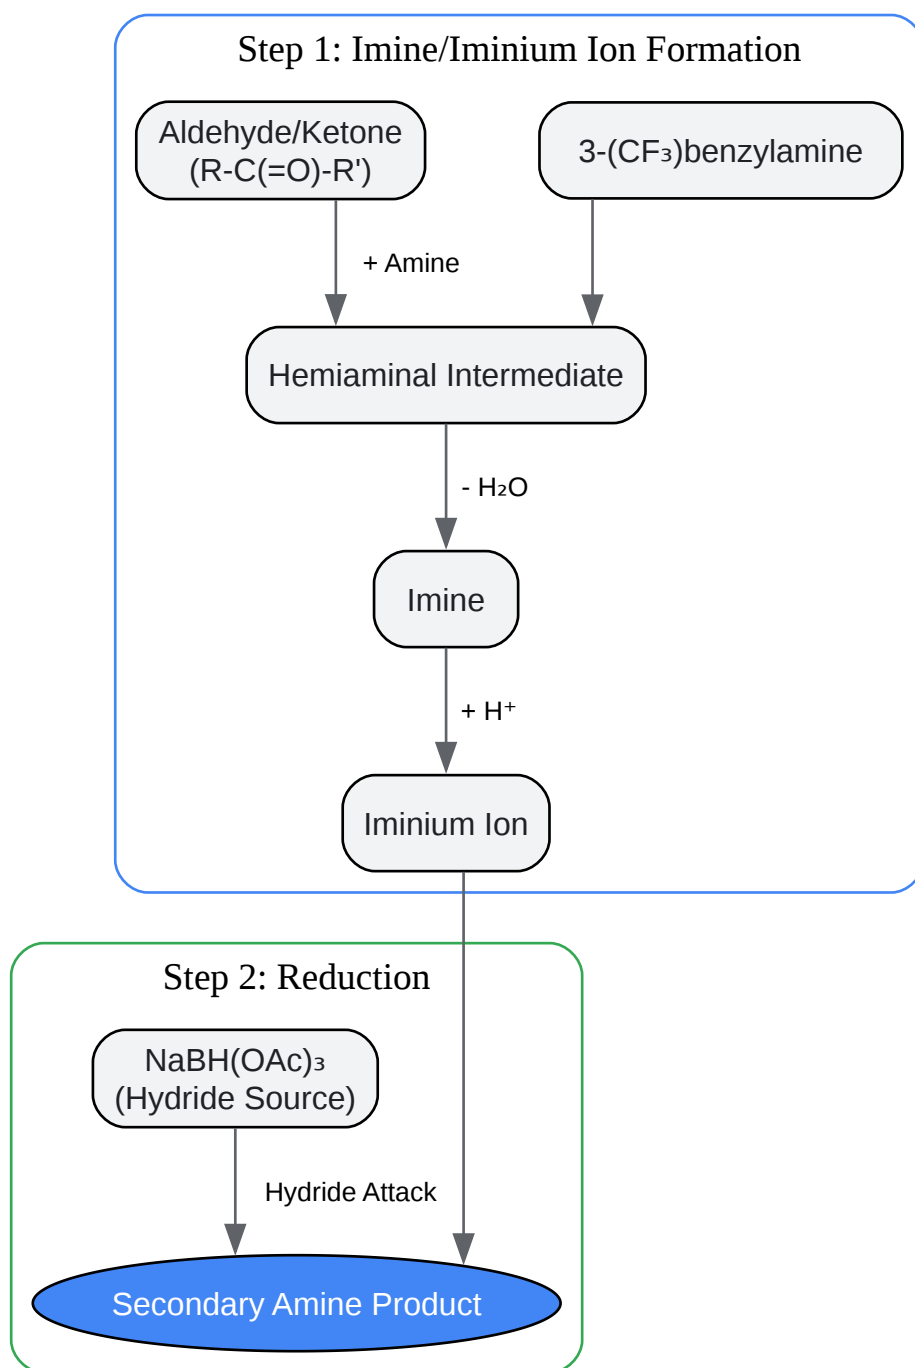 Step 1: Imine/Iminium Ion Formation
Aldehyde/Ketone
(R-C(=O)-R')
3-(CF₃)benzylamine
+ Amine
Hemiaminal Intermediate
- H₂O
Imine
+ H⁺
Iminium Ion
Step 2: Reduction
NaBH(OAc)₃
(Hydride Source)
Hydride Attack
Secondary Amine Product